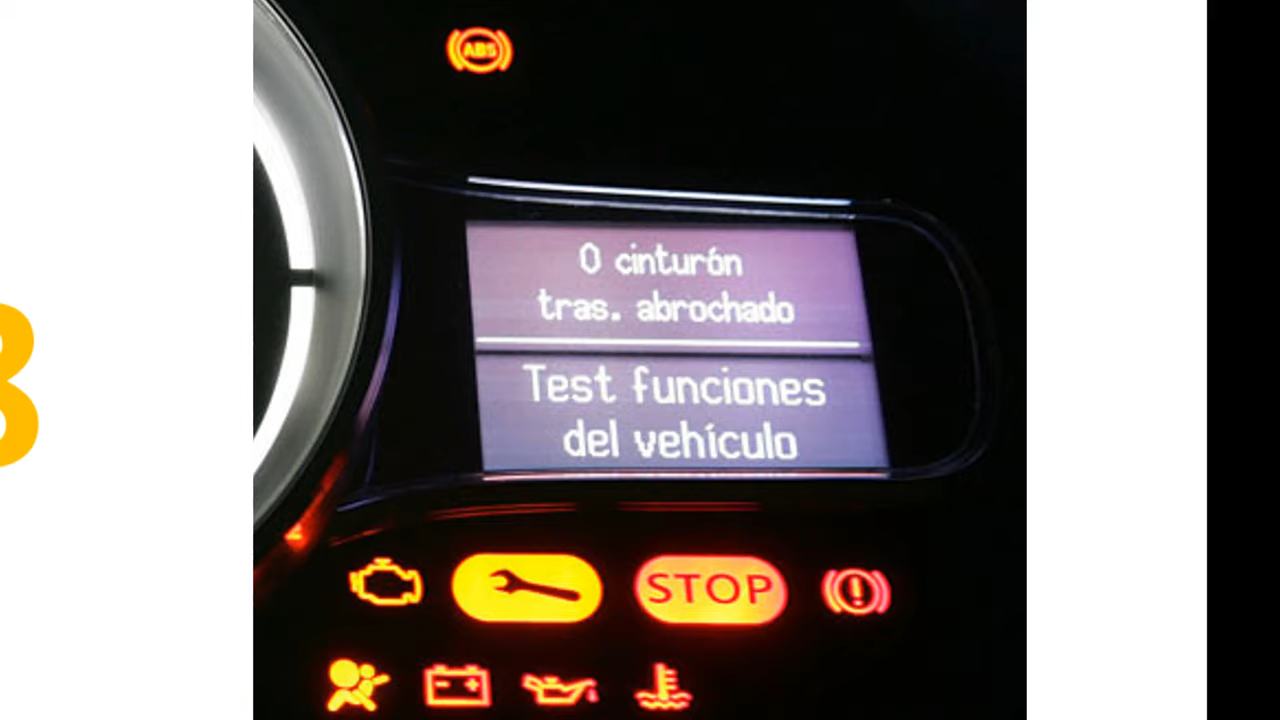 ABS
0 cinturón
tras. abrochado
Test funciones
del vehículo
STOP